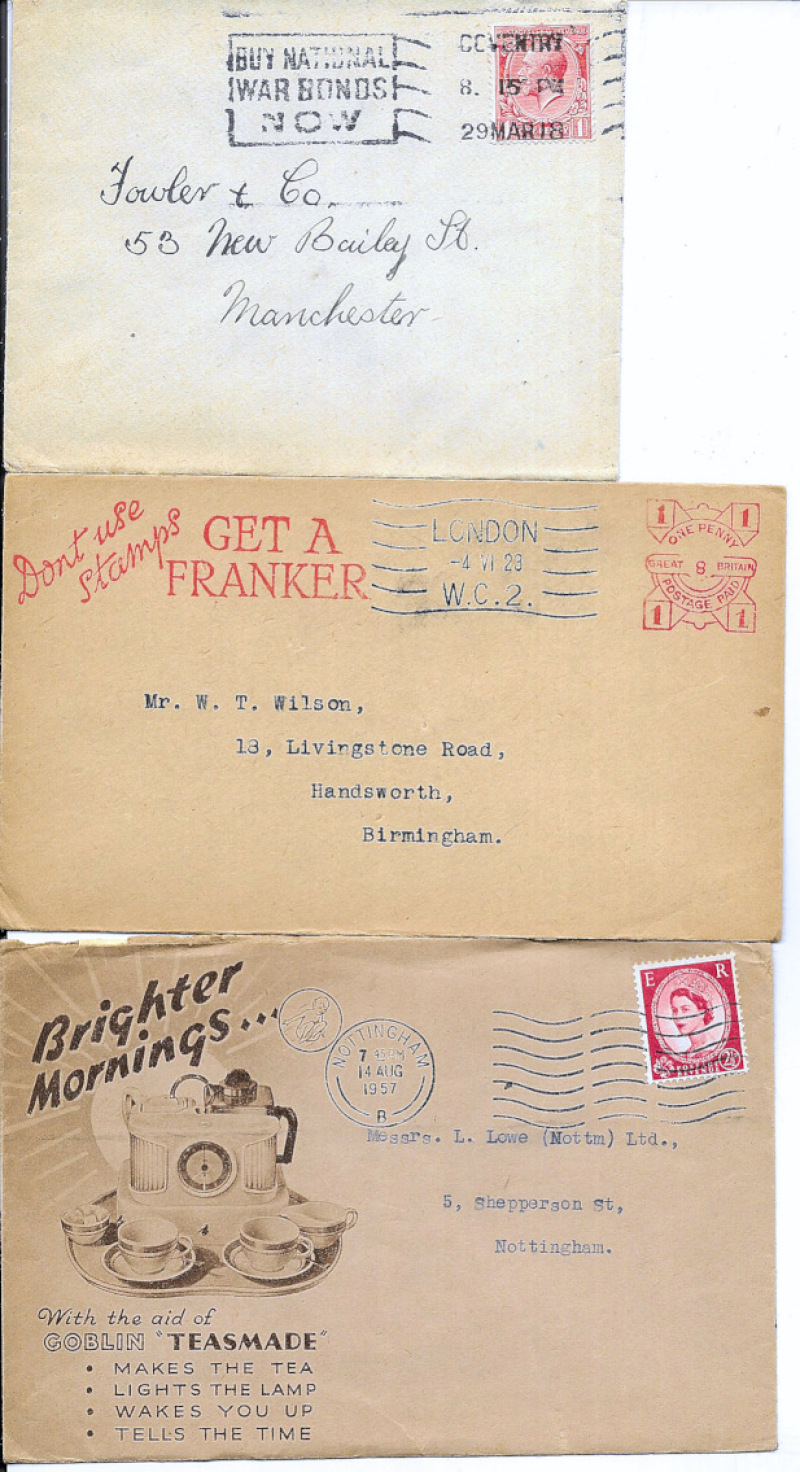 BUY NATIONAL
WAR BONDS
NOW
COVENTRY
8. 15 PM
29 MAR 18
1
Fowler & Co.
53 New Bailey St.
Manchester
Dont use
stamps
GET A
FRANKER
LONDON
-4 VI 28
W.C.2.
1 1
ONE PENNY
GREAT 8 BRITAIN
POSTAGE PAID
1 1
Mr. W. T. Wilson,
13, Livingstone Road,
Handsworth,
Birmingham.
Brighter
Mornings...
NOTTINGHAM
7 45 PM
14 AUG
1957
B
E R
2½
Messrs. L. Lowe (Nottm) Ltd.,
5, Shepperson St,
Nottingham.
With the aid of
GOBLIN "TEASMADE"
• MAKES THE TEA
• LIGHTS THE LAMP
• WAKES YOU UP
• TELLS THE TIME